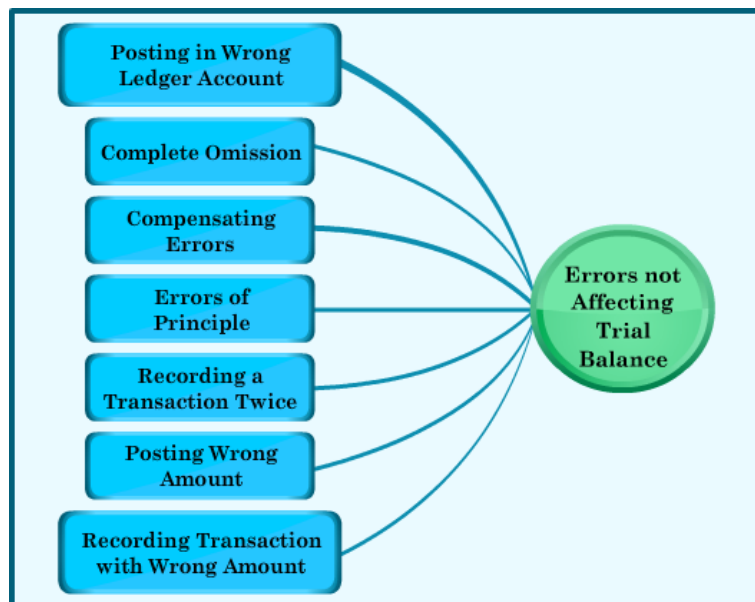 Posting in Wrong
Ledger Account
Complete Omission
Compensating
Errors
Errors of
Principle
Recording a
Transaction Twice
Posting Wrong
Amount
Recording Transaction
with Wrong Amount
Errors not
Affecting
Trial
Balance